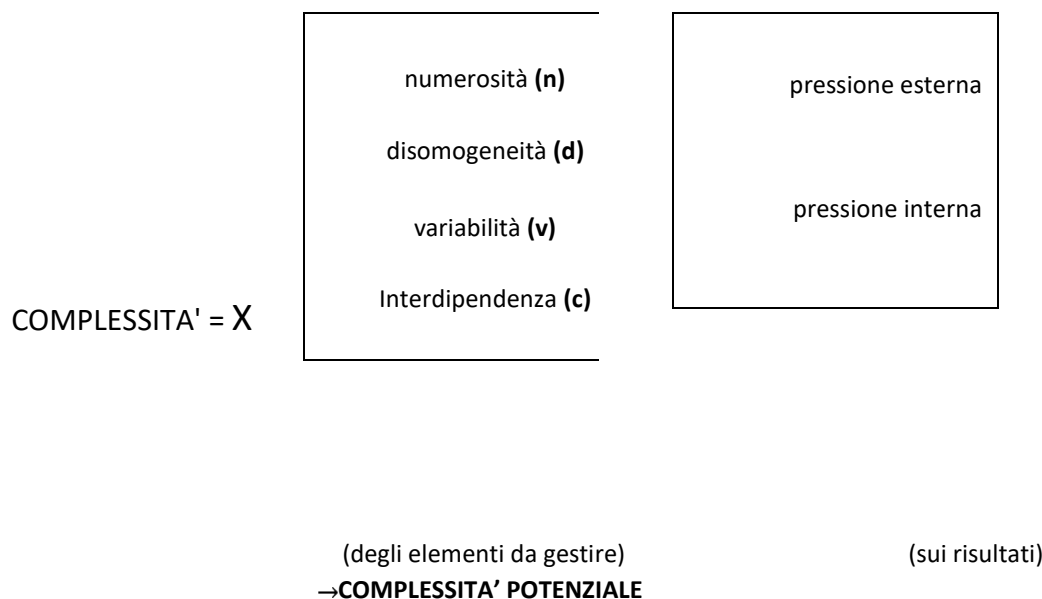 numerosità (n)
pressione esterna
disomogeneità (d)
pressione interna
variabilità (v)
Interdipendenza (c)
COMPLESSITA' = X
(degli elementi da gestire)
(sui risultati)
→COMPLESSITA’ POTENZIALE